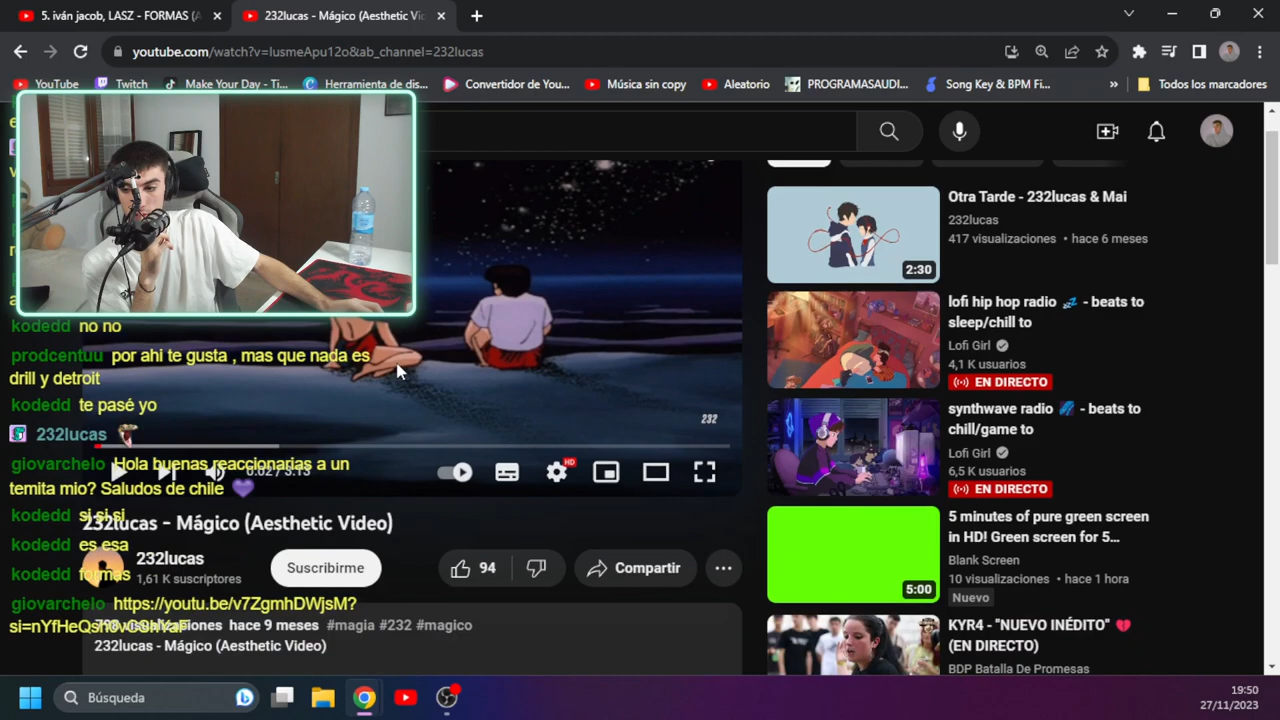 5. iván jacob, LASZ - FORMAS (A
232lucas - Mágico (Aesthetic Vi
youtube.com/watch?v=IusmeApu12o&ab_channel=232lucas
YouTube
Twitch
Make Your Day - Ti...
Herramienta de dis...
Convertidor de You...
Música sin copy
Aleatorio
PROGRAMASAUDI...
Song Key & BPM Fi...
»
Todos los marcadores
kodedd no no
prodcentuu por ahi te gusta , mas que nada es
drill y detroit
kodedd te pasé yo
232lucas
giovarchelo Hola buenas reaccionarias a un
temita mio? Saludos de chile
kodedd si si si
kodedd es esa
kodedd formas
giovarchelo https://youtu.be/v7ZgmhDWjsM?
232
0:02 / 3:13
HD
232lucas - Mágico (Aesthetic Video)
232lucas
1,61 K suscriptores
Suscribirme
94
Compartir
hace 9 meses #magia #232 #magico
232lucas - Mágico (Aesthetic Video)
Otra Tarde - 232lucas & Mai
232lucas
417 visualizaciones • hace 6 meses
2:30
lofi hip hop radio 💤 - beats to
sleep/chill to
Lofi Girl
4,1 K usuarios
EN DIRECTO
synthwave radio 🌌 - beats to
chill/game to
Lofi Girl
6,5 K usuarios
EN DIRECTO
5 minutes of pure green screen
in HD! Green screen for 5...
Blank Screen
10 visualizaciones • hace 1 hora
Nuevo
5:00
KYR4 - "NUEVO INÉDITO" 💔
(EN DIRECTO)
BDP Batalla De Promesas
Búsqueda
19:50
27/11/2023